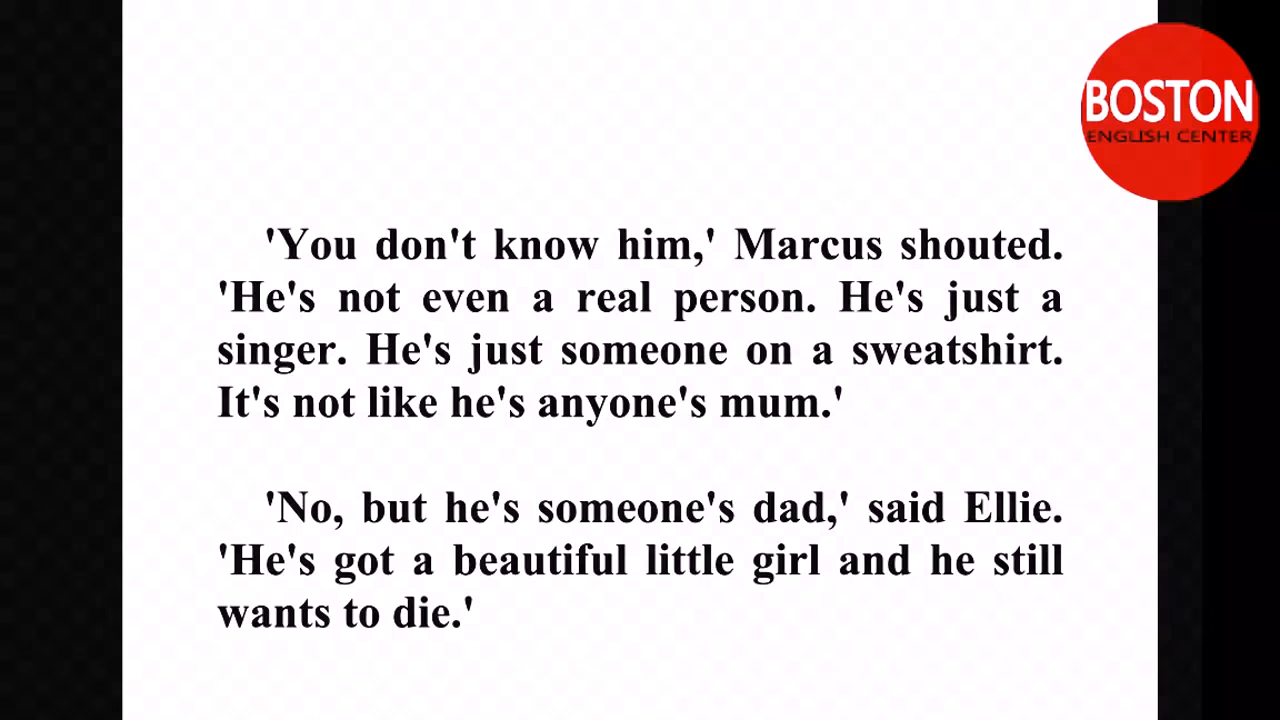 BOSTON
ENGLISH CENTER
'You don't know him,' Marcus shouted.
'He's not even a real person. He's just a
singer. He's just someone on a sweatshirt.
It's not like he's anyone's mum.'
'No, but he's someone's dad,' said Ellie.
'He's got a beautiful little girl and he still
wants to die.'